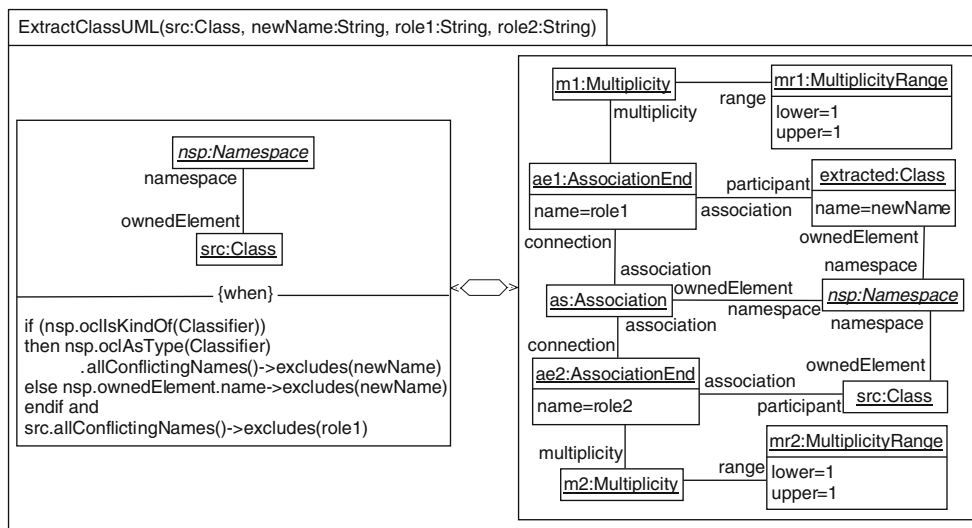 ExtractClassUML(src:Class, newName:String, role1:String, role2:String)
nsp:Namespace
namespace
ownedElement
src:Class
{when}
if (nsp.oclIsKindOf(Classifier))
then nsp.oclAsType(Classifier)
.allConflictingNames()->excludes(newName)
else nsp.ownedElement.name->excludes(newName)
endif and
src.allConflictingNames()->excludes(role1)
m1:Multiplicity
multiplicity
range
mr1:MultiplicityRange
lower=1
upper=1
ae1:AssociationEnd
name=role1
participant
association
extracted:Class
name=newName
connection
ownedElement
association
namespace
as:Association
ownedElement
namespace
nsp:Namespace
association
namespace
connection
ae2:AssociationEnd
name=role2
association
participant
ownedElement
src:Class
multiplicity
m2:Multiplicity
range
mr2:MultiplicityRange
lower=1
upper=1